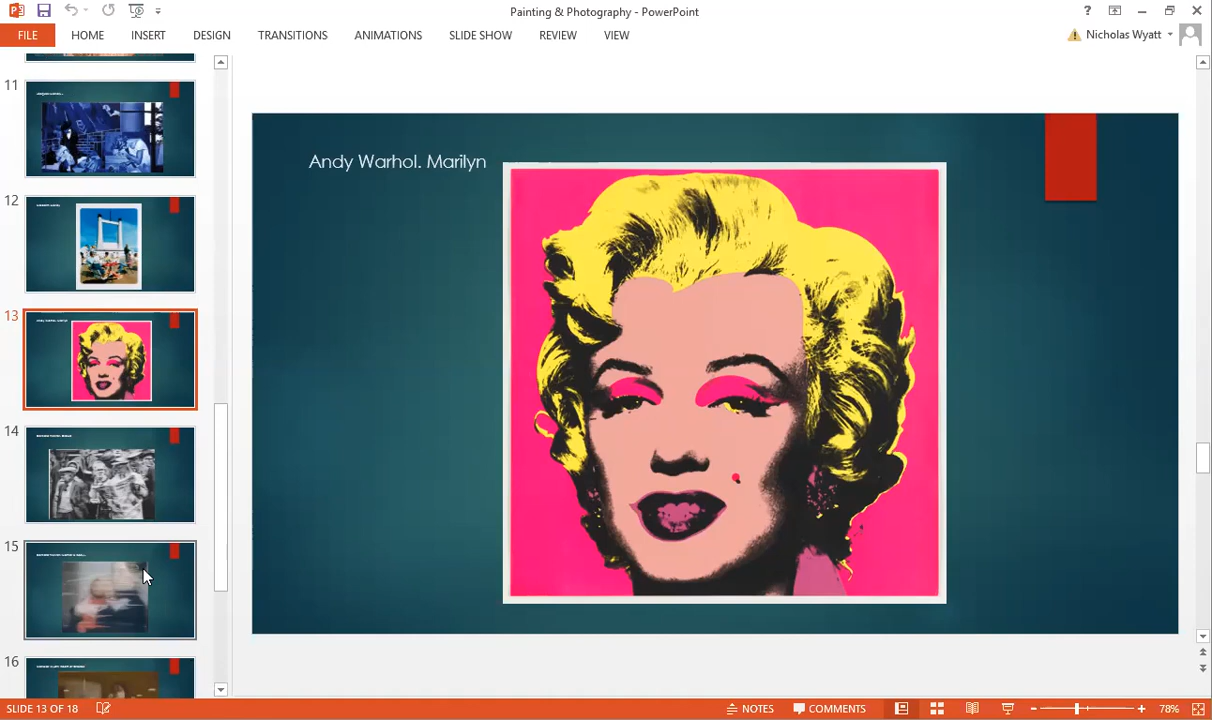 Painting & Photography - PowerPoint
?
FILE HOME INSERT DESIGN TRANSITIONS ANIMATIONS SLIDE SHOW REVIEW VIEW
Nicholas Wyatt
11
12
13
14
15
16
Andy Warhol. Marilyn
SLIDE 13 OF 18
NOTES COMMENTS
78%